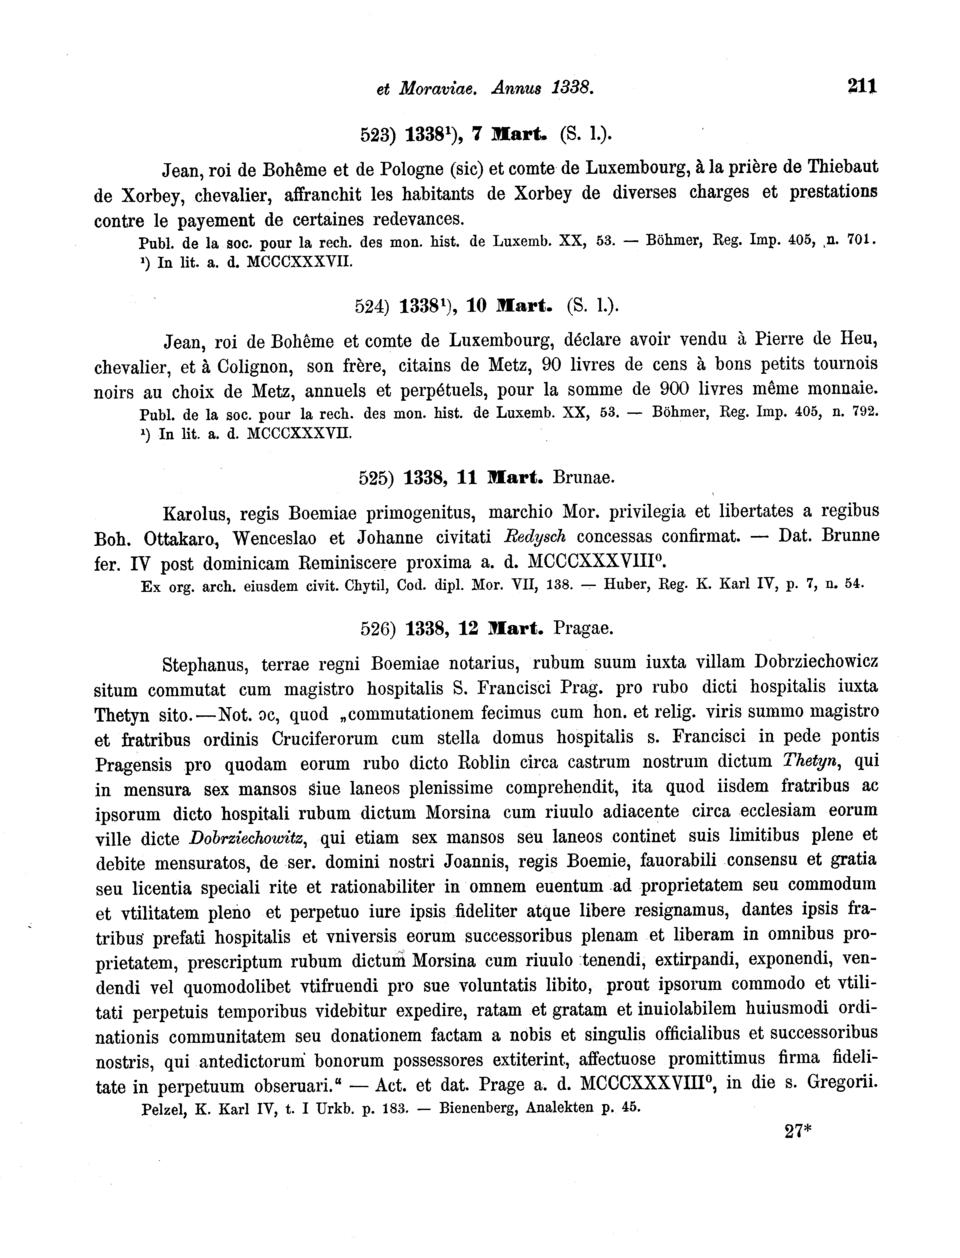 et Moraviae. Annus 1338. 211
523) 1338¹), 7 Mart. (S. l.).
Jean, roi de Bohême et de Pologne (sic) et comte de Luxembourg, à la prière de Thiebaut
de Xorbey, chevalier, affranchit les habitants de Xorbey de diverses charges et prestations
contre le payement de certaines redevances.
Publ. de la soc. pour la rech. des mon. hist. de Luxemb. XX, 53. — Böhmer, Reg. Imp. 405, n. 701.
¹) In lit. a. d. MCCCXXXVII.
524) 1338¹), 10 Mart. (S. l.).
Jean, roi de Bohême et comte de Luxembourg, déclare avoir vendu à Pierre de Heu,
chevalier, et à Colignon, son frère, citains de Metz, 90 livres de cens à bons petits tournois
noirs au choix de Metz, annuels et perpétuels, pour la somme de 900 livres même monnaie.
Publ. de la soc. pour la rech. des mon. hist. de Luxemb. XX, 53. — Böhmer, Reg. Imp. 405, n. 792.
¹) In lit. a. d. MCCCXXXVII.
525) 1338, 11 Mart. Brunae.
Karolus, regis Boemiae primogenitus, marchio Mor. privilegia et libertates a regibus
Boh. Ottakaro, Wenceslao et Johanne civitati Redysch concessas confirmat. — Dat. Brunne
fer. IV post dominicam Reminiscere proxima a. d. MCCCXXXVIII⁰.
Ex org. arch. eiusdem civit. Chytil, Cod. dipl. Mor. VII, 138. — Huber, Reg. K. Karl IV, p. 7, n. 54.
526) 1338, 12 Mart. Pragae.
Stephanus, terrae regni Boemiae notarius, rubum suum iuxta villam Dobrziechowicz
situm commutat cum magistro hospitalis S. Francisci Prag. pro rubo dicti hospitalis iuxta
Thetyn sito.—Not. ɔc, quod „commutationem fecimus cum hon. et relig. viris summo magistro
et fratribus ordinis Cruciferorum cum stella domus hospitalis s. Francisci in pede pontis
Pragensis pro quodam eorum rubo dicto Roblin circa castrum nostrum dictum Thetyn, qui
in mensura sex mansos siue laneos plenissime comprehendit, ita quod iisdem fratribus ac
ipsorum dicto hospitali rubum dictum Morsina cum riuulo adiacente circa ecclesiam eorum
ville dicte Dobrziechowitz, qui etiam sex mansos seu laneos continet suis limitibus plene et
debite mensuratos, de ser. domini nostri Joannis, regis Boemie, fauorabili consensu et gratia
seu licentia speciali rite et rationabiliter in omnem euentum ad proprietatem seu commodum
et vtilitatem pleno et perpetuo iure ipsis fideliter atque libere resignamus, dantes ipsis fra-
tribus prefati hospitalis et vniversis eorum successoribus plenam et liberam in omnibus pro-
prietatem, prescriptum rubum dictum Morsina cum riuulo tenendi, extirpandi, exponendi, ven-
dendi vel quomodolibet vtifruendi pro sue voluntatis libito, prout ipsorum commodo et vtili-
tati perpetuis temporibus videbitur expedire, ratam et gratam et inuiolabilem huiusmodi ordi-
nationis communitatem seu donationem factam a nobis et singulis officialibus et successoribus
nostris, qui antedictorum bonorum possessores extiterint, affectuose promittimus firma fideli-
tate in perpetuum obseruari.“ — Act. et dat. Prage a. d. MCCCXXXVIII⁰, in die s. Gregorii.
Pelzel, K. Karl IV, t. I Urkb. p. 183. — Bienenberg, Analekten p. 45.
27*